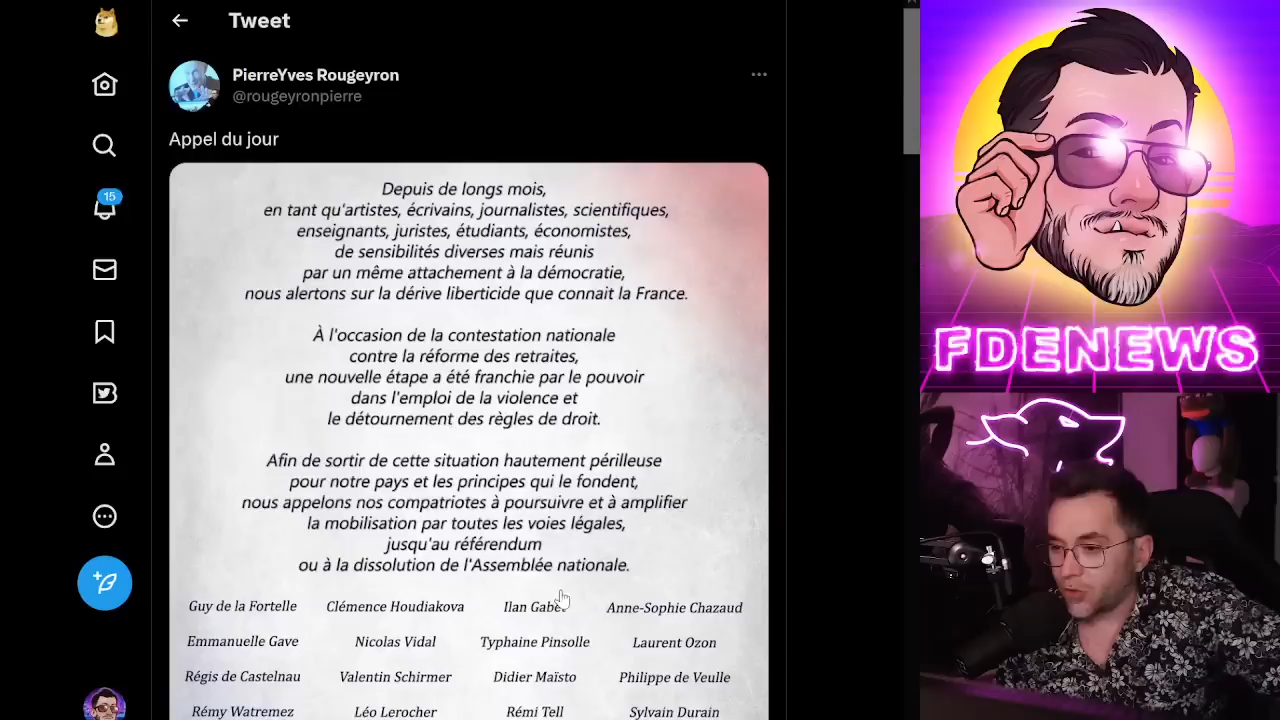 Tweet
PierreYves Rougeyron
@rougeyronpierre
Appel du jour
15
Depuis de longs mois,
en tant qu'artistes, écrivains, journalistes, scientifiques,
enseignants, juristes, étudiants, économistes,
de sensibilités diverses mais réunis
par un même attachement à la démocratie,
nous alertons sur la dérive liberticide que connait la France.
À l'occasion de la contestation nationale
contre la réforme des retraites,
une nouvelle étape a été franchie par le pouvoir
dans l'emploi de la violence et
le détournement des règles de droit.
Afin de sortir de cette situation hautement périlleuse
pour notre pays et les principes qui le fondent,
nous appelons nos compatriotes à poursuivre et à amplifier
la mobilisation par toutes les voies légales,
jusqu'au référendum
ou à la dissolution de l'Assemblée nationale.
Guy de la Fortelle Clémence Houdiakova Ilan Anne-Sophie Chazaud
Emmanuelle Gave Nicolas Vidal Typhaine Pinsolle Laurent Ozon
Régis de Castelnau Valentin Schirmer Didier Maïsto Philippe de Veulle
Rémy Watremez Léo Lerocher Rémi Tell Sylvain Durain
FDENEWS